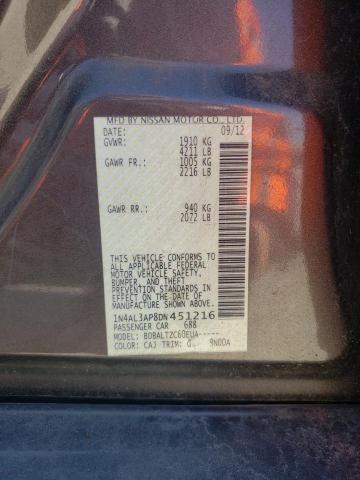 MFD BY NISSAN MOTOR CO., LTD.
DATE: 09/12
GVWR: 1910 KG
4211 LB
GAWR FR.: 1005 KG
2216 LB
GAWR RR.: 940 KG
2072 LB
THIS VEHICLE CONFORMS TO
ALL APPLICABLE FEDERAL
MOTOR VEHICLE SAFETY,
BUMPER, AND THEFT
PREVENTION STANDARDS IN
EFFECT ON THE DATE OF
MANUFACTURE SHOWN ABOVE.
1N4AL3AP8DN451216
PASSENGER CAR 688
MODEL: BDBALTZC60EUA-----
COLOR: CAJ TRIM: G 9N00A